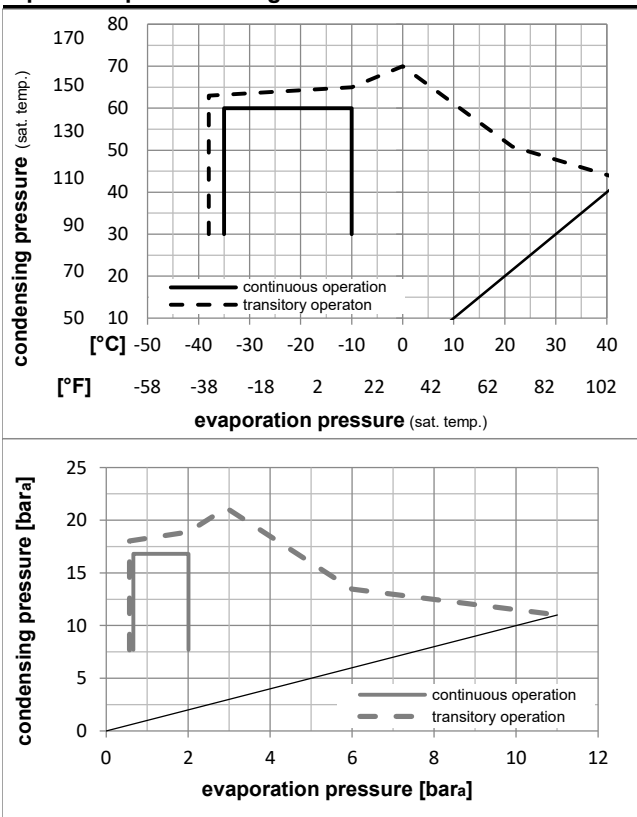 condensing pressure (sat. temp.)
170 80
70
150 60
130 50
110 40
90 30
70 20
50 10
continuous operation
transitory operaton
[°C] -50 -40 -30 -20 -10 0 10 20 30 40
[°F] -58 -38 -18 2 22 42 62 82 102
evaporation pressure (sat. temp.)
condensing pressure [bara]
25
20
15
10
5
0
continuous operation
transitory operation
0 2 4 6 8 10 12
evaporation pressure [bara]